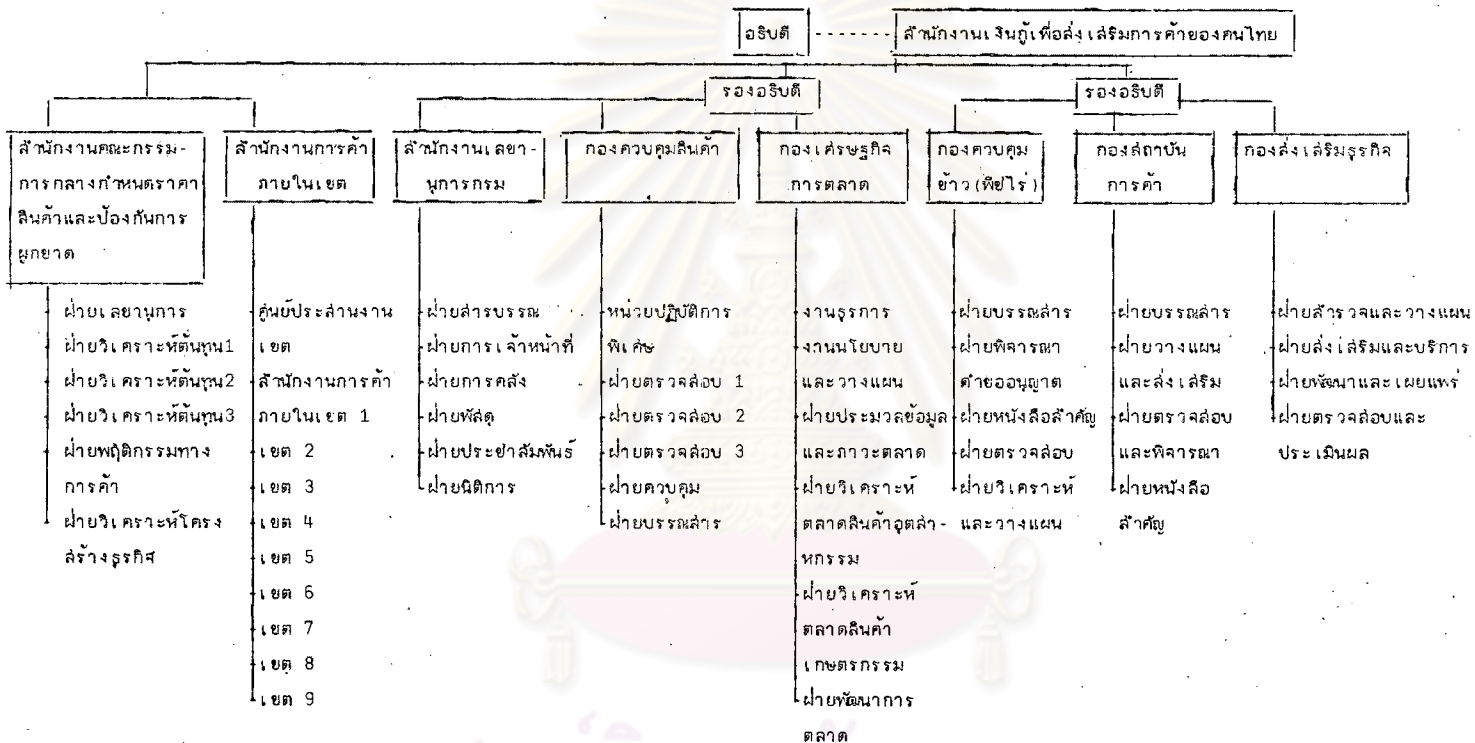 อธิบดี
สำนักงานเงินกู้เพื่อส่งเสริมการค้าของคนไทย
รองอธิบดี
รองอธิบดี
สำนักงานคณะกรรม-
การกลางกำหนดราคา
สินค้าและป้องกันการ
ผูกขาด
ฝ่ายเลขานุการ
ฝ่ายวิเคราะห์ต้นทุน1
ฝ่ายวิเคราะห์ต้นทุน2
ฝ่ายวิเคราะห์ต้นทุน3
ฝ่ายพฤติกรรมทาง
การค้า
ฝ่ายวิเคราะห์โครง
สร้างธุรกิจ
สำนักงานการค้า
ภายในเขต
ศูนย์ประสานงาน
เขต
สำนักงานการค้า
ภายในเขต 1
เขต 2
เขต 3
เขต 4
เขต 5
เขต 6
เขต 7
เขต 8
เขต 9
สำนักงานเลขา-
นุการกรม
ฝ่ายสารบรรณ
ฝ่ายการเจ้าหน้าที่
ฝ่ายการคลัง
ฝ่ายพัสดุ
ฝ่ายประชาสัมพันธ์
ฝ่ายนิติการ
กองควบคุมสินค้า
หน่วยปฏิบัติการ
พิเศษ
ฝ่ายตรวจสอบ 1
ฝ่ายตรวจสอบ 2
ฝ่ายตรวจสอบ 3
ฝ่ายควบคุม
ฝ่ายบรรณสาร
กองเศรษฐกิจ
การตลาด
งานธุรการ
งานนโยบาย
และวางแผน
ฝ่ายประมวลข้อมูล
และภาวะตลาด
ฝ่ายวิเคราะห์
ตลาดสินค้าอุตสา-
หกรรม
ฝ่ายวิเคราะห์
ตลาดสินค้า
เกษตรกรรม
ฝ่ายพัฒนาการ
ตลาด
กองควบคุม
ข้าว(พืชไร่)
ฝ่ายบรรณสาร
ฝ่ายพิจารณา
คำขออนุญาต
ฝ่ายหนังสือสำคัญ
ฝ่ายตรวจสอบ
ฝ่ายวิเคราะห์
และวางแผน
กองสถาบัน
การค้า
ฝ่ายบรรณสาร
ฝ่ายวางแผน
และส่งเสริม
ฝ่ายตรวจสอบ
และพิจารณา
ฝ่ายหนังสือ
สำคัญ
กองส่งเสริมธุรกิจ
ฝ่ายสำรวจและวางแผน
ฝ่ายส่งเสริมและบริการ
ฝ่ายพัฒนาและเผยแพร่
ฝ่ายตรวจสอบและ
ประเมินผล